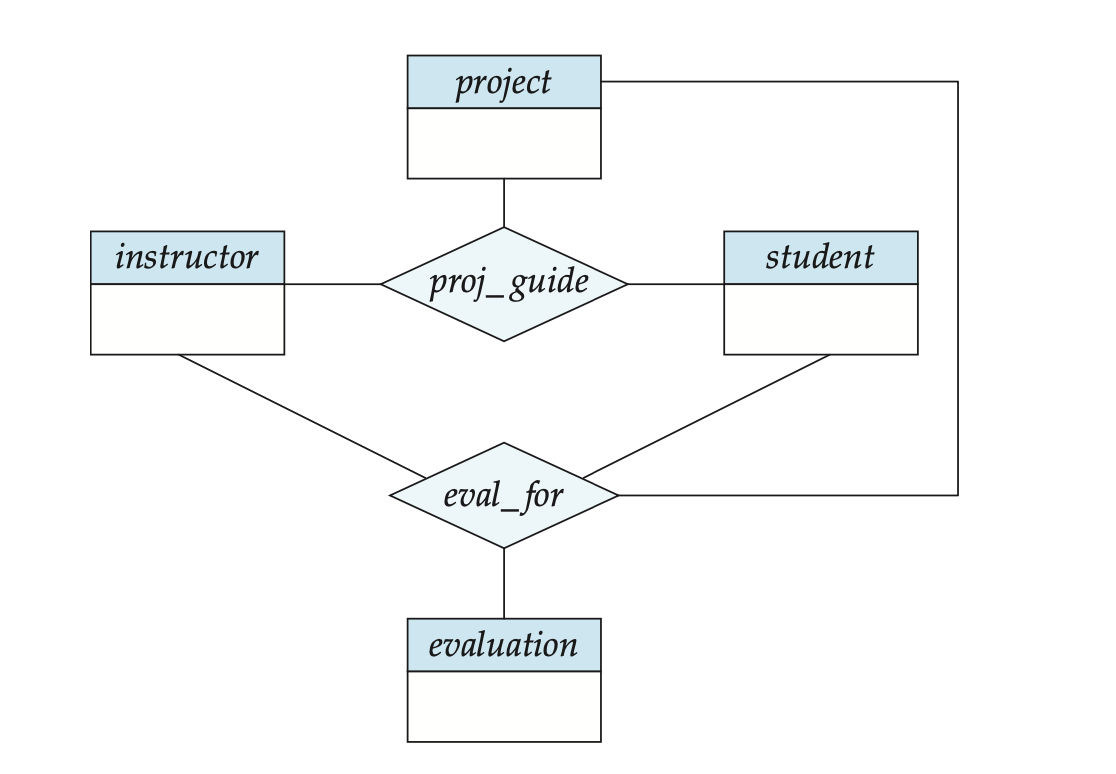 project
instructor
proj_guide
student
eval_for
evaluation